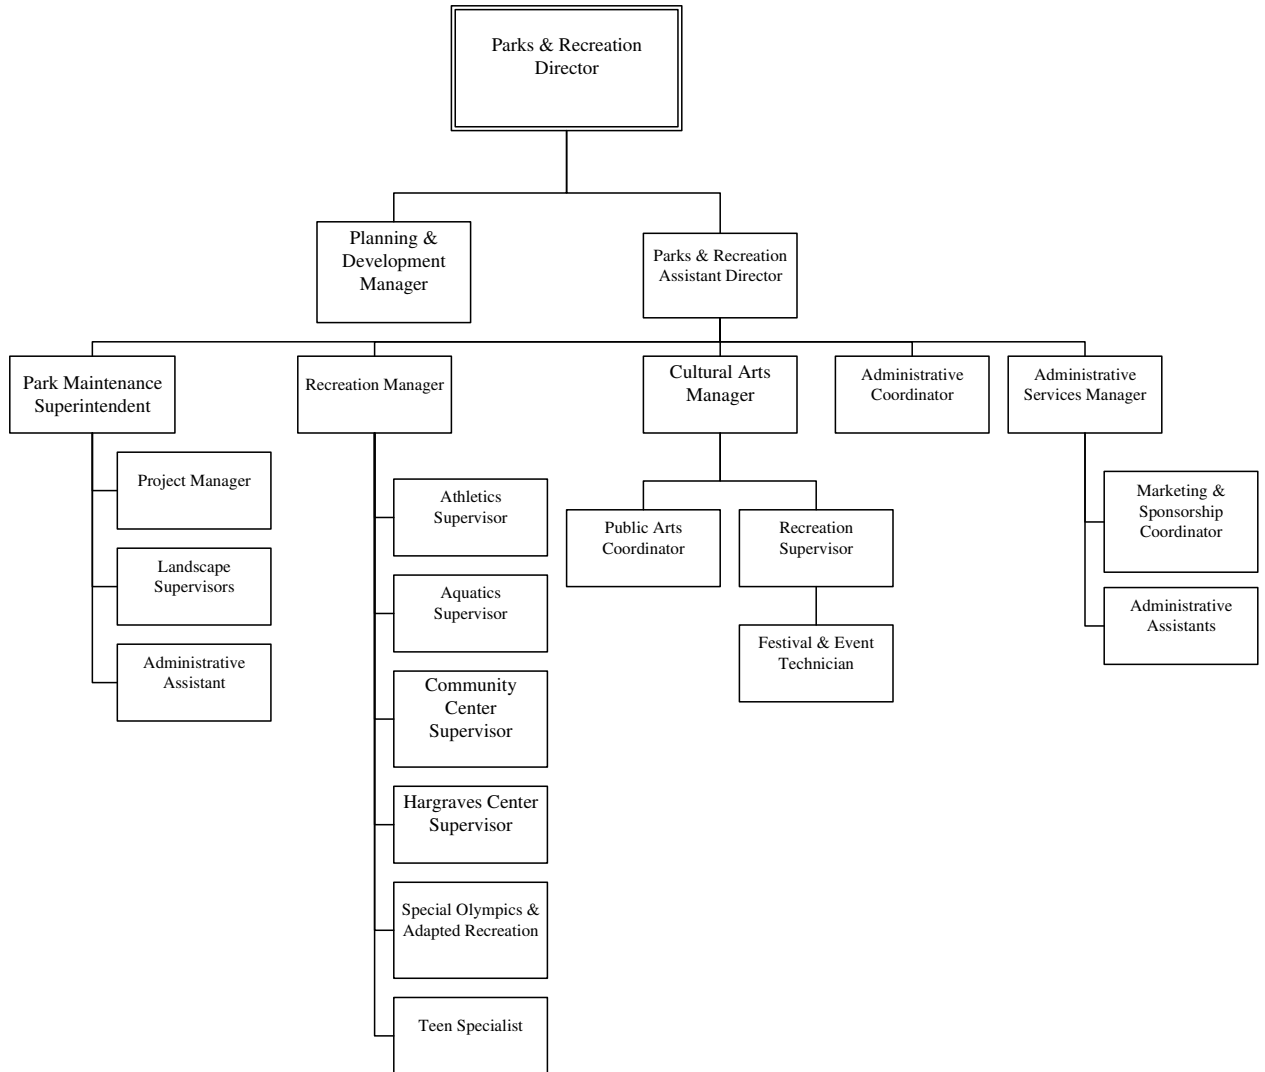 Parks & Recreation
Director
Planning &
Development
Manager
Parks & Recreation
Assistant Director
Park Maintenance
Superintendent
Recreation Manager
Cultural Arts
Manager
Administrative
Coordinator
Administrative
Services Manager
Project Manager
Landscape
Supervisors
Administrative
Assistant
Athletics
Supervisor
Aquatics
Supervisor
Community
Center
Supervisor
Hargraves Center
Supervisor
Special Olympics &
Adapted Recreation
Teen Specialist
Public Arts
Coordinator
Recreation
Supervisor
Festival & Event
Technician
Marketing &
Sponsorship
Coordinator
Administrative
Assistants